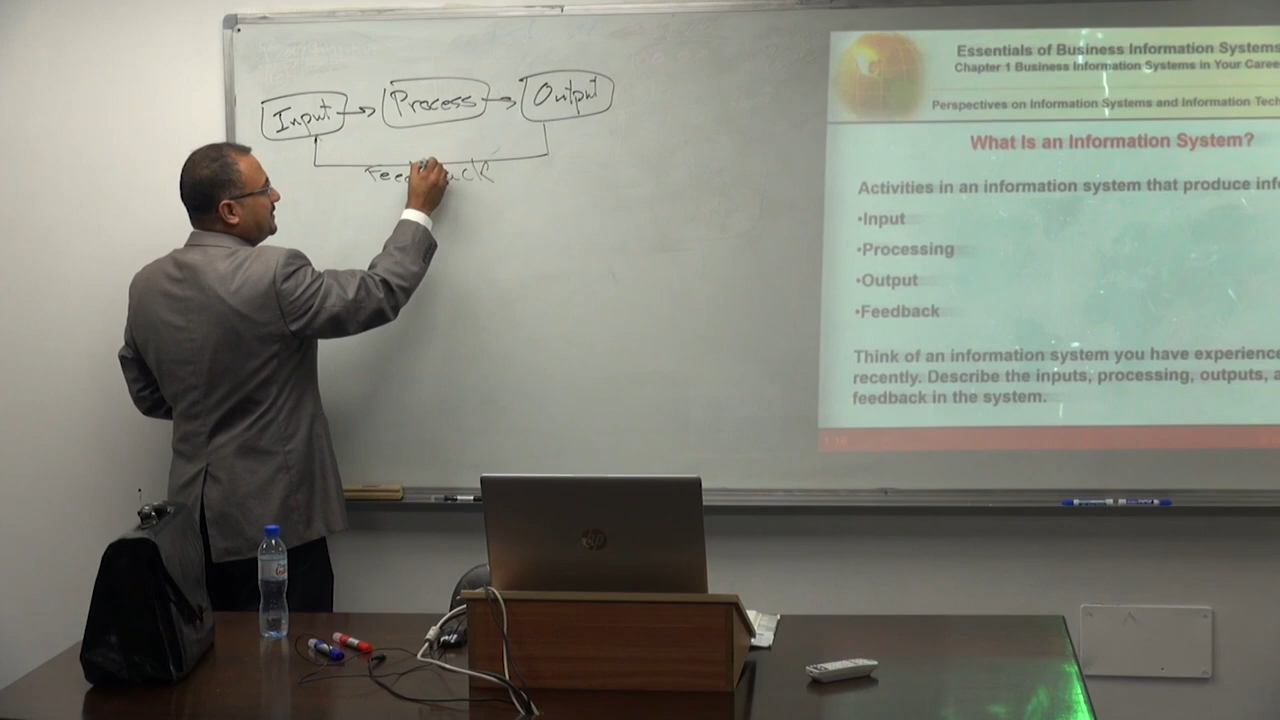 Input → Process → Output
Feedback
Essentials of Business Information Systems
Chapter 1 Business Information Systems in Your Caree
Perspectives on Information Systems and Information Tech
What Is an Information System?
Activities in an information system that produce info
•Input
•Processing
•Output
•Feedback
Think of an information system you have experience
recently. Describe the inputs, processing, outputs, a
feedback in the system.
hp